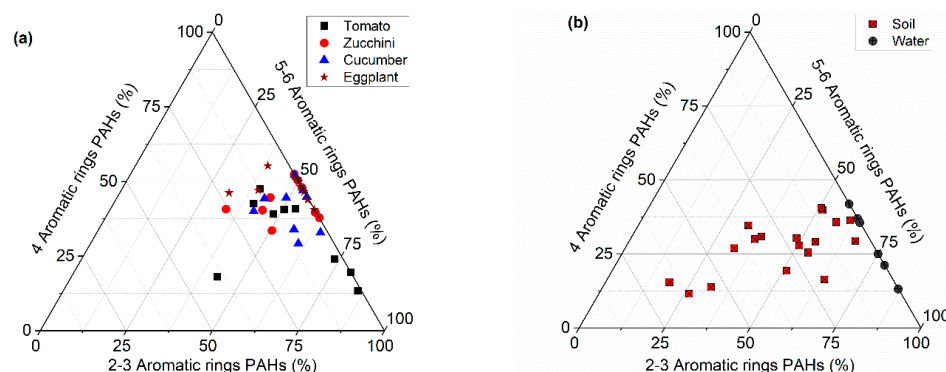 (a)
0
100
Tomato
Zucchini
Cucumber
Eggplant
4 Aromatic rings PAHs (%)
5-6 Aromatic rings PAHs (%)
75
25
50
50
25
75
0
100
0
25
50
75
100
2-3 Aromatic rings PAHs (%)
(b)
0
100
Soil
Water
4 Aromatic rings PAHs (%)
5-6 Aromatic rings PAHs (%)
75
25
50
50
25
75
0
100
0
25
50
75
100
2-3 Aromatic rings PAHs (%)